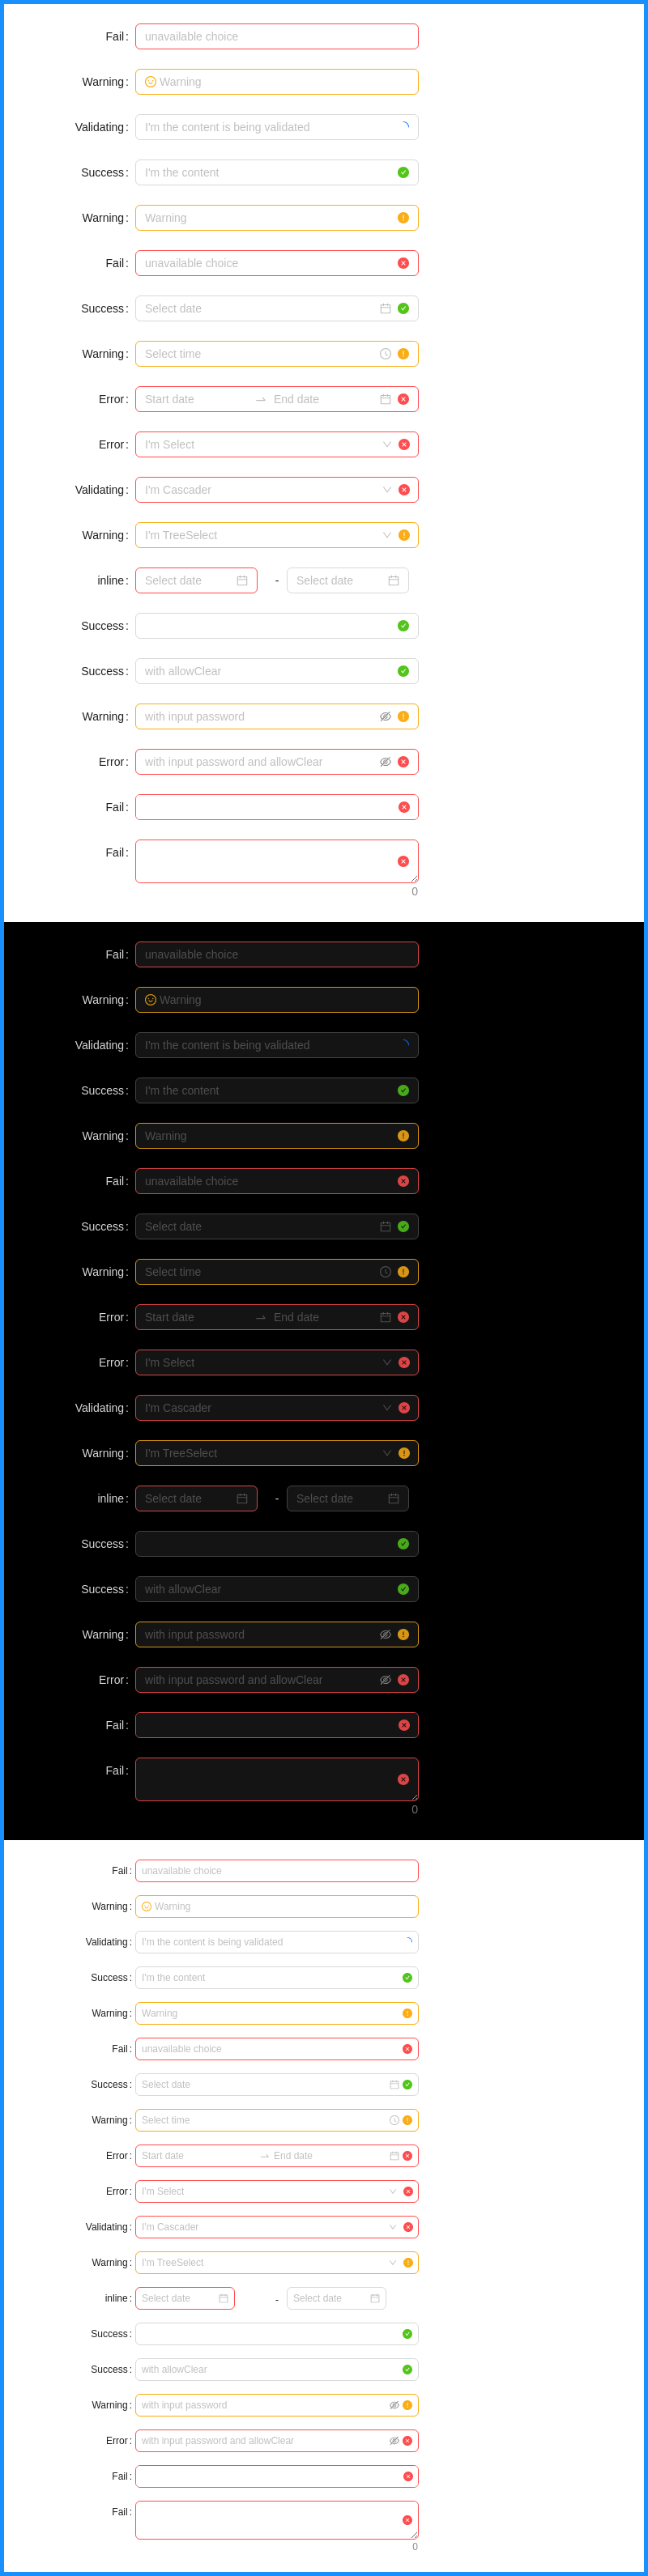 Fail: unavailable choice
Warning: Warning
Validating: I'm the content is being validated
Success: I'm the content
Warning: Warning
Fail: unavailable choice
Success: Select date
Warning: Select time
Error: Start date End date
Error: I'm Select
Validating: I'm Cascader
Warning: I'm TreeSelect
inline: Select date - Select date
Success:
Success: with allowClear
Warning: with input password
Error: with input password and allowClear
Fail:
Fail:
0
Fail: unavailable choice
Warning: Warning
Validating: I'm the content is being validated
Success: I'm the content
Warning: Warning
Fail: unavailable choice
Success: Select date
Warning: Select time
Error: Start date End date
Error: I'm Select
Validating: I'm Cascader
Warning: I'm TreeSelect
inline: Select date - Select date
Success:
Success: with allowClear
Warning: with input password
Error: with input password and allowClear
Fail:
Fail:
0
Fail: unavailable choice
Warning: Warning
Validating: I'm the content is being validated
Success: I'm the content
Warning: Warning
Fail: unavailable choice
Success: Select date
Warning: Select time
Error: Start date End date
Error: I'm Select
Validating: I'm Cascader
Warning: I'm TreeSelect
inline: Select date - Select date
Success:
Success: with allowClear
Warning: with input password
Error: with input password and allowClear
Fail:
Fail:
0